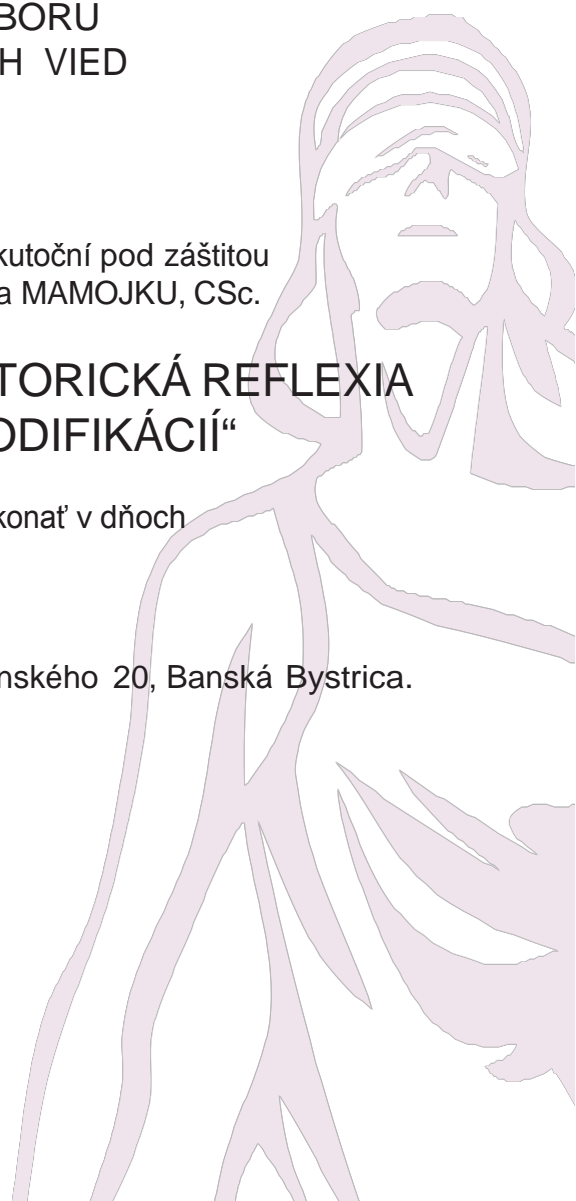 BORU
H VIED
kutoční pod záštitou
a MAMOJKU, CSc.
TORICKÁ REFLEXIA
ODIFIKÁCIÍ“
konať v dňoch
nského 20, Banská Bystrica.